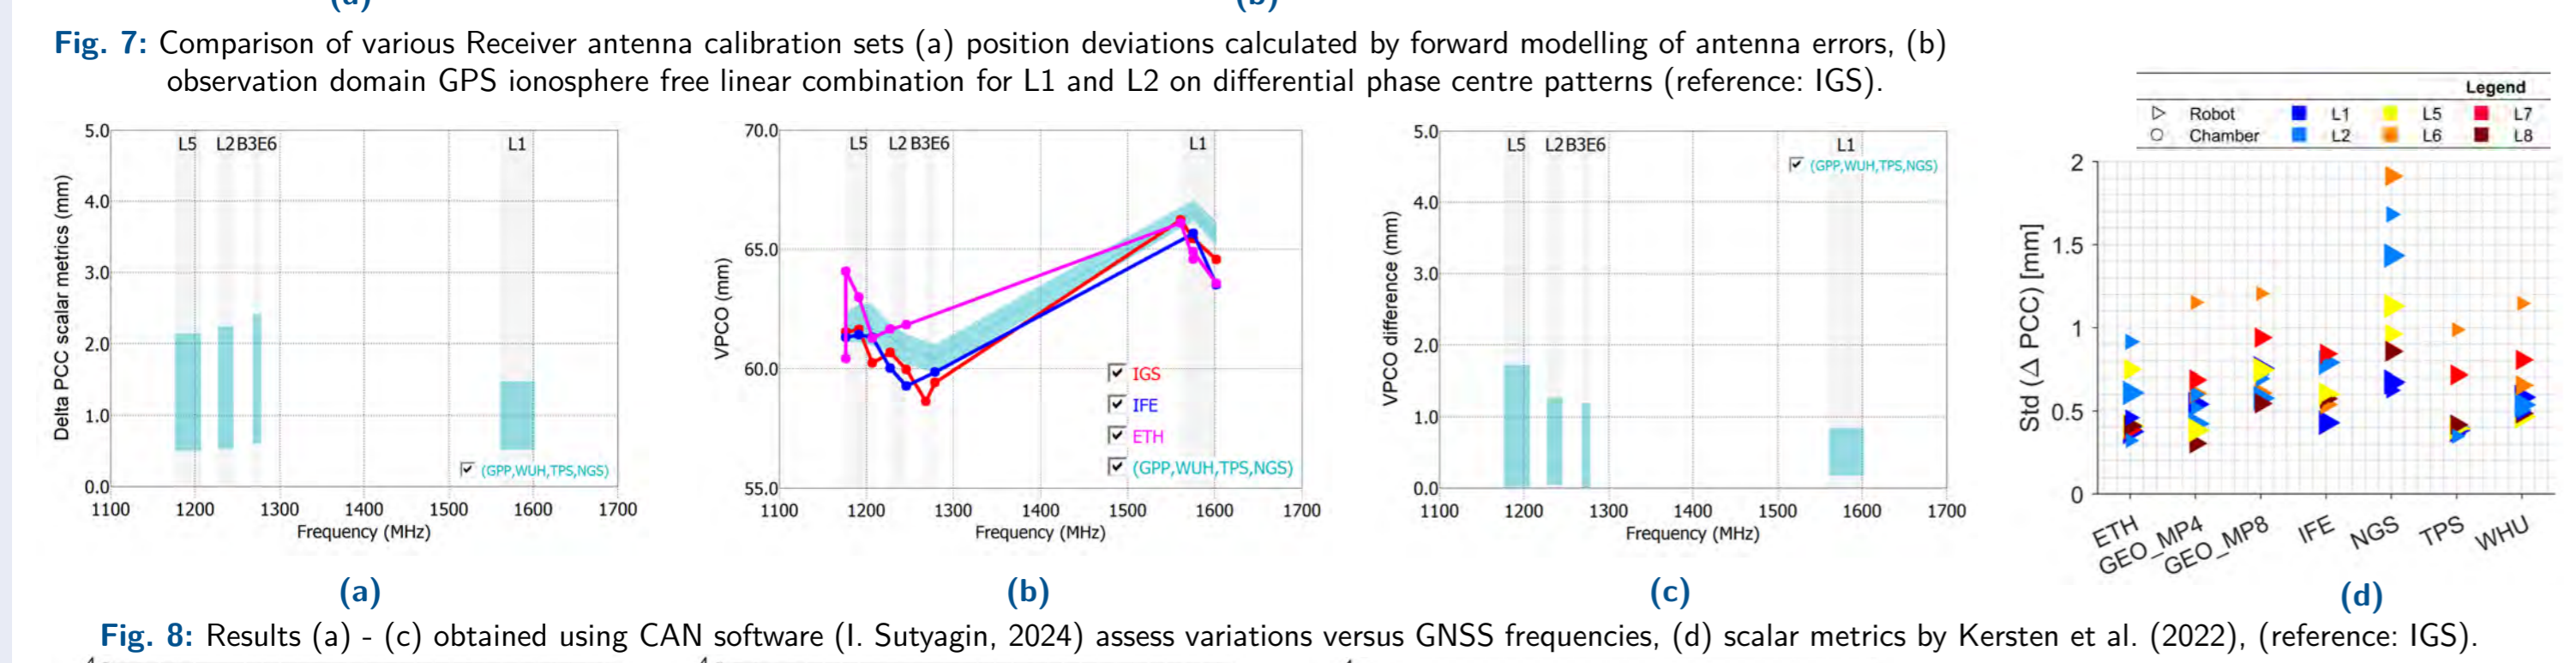 (a)
(b)
Fig. 7: Comparison of various Receiver antenna calibration sets (a) position deviations calculated by forward modelling of antenna errors, (b)
observation domain GPS ionosphere free linear combination for L1 and L2 on differential phase centre patterns (reference: IGS).
5.0
4.0
3.0
2.0
1.0
0.0
Delta PCC scalar metrics (mm)
L5
L2
B3E6
L1
(GPP,WUH,TPS,NGS)
1100
1200
1300
1400
1500
1600
1700
Frequency (MHz)
(a)
70.0
65.0
60.0
55.0
VPCO (mm)
L5
L2
B3E6
L1
IGS
IFE
ETH
(GPP,WUH,TPS,NGS)
1100
1200
1300
1400
1500
1600
1700
Frequency (MHz)
(b)
5.0
4.0
3.0
2.0
1.0
0.0
VPCO difference (mm)
L5
L2
B3E6
L1
(GPP,WUH,TPS,NGS)
1100
1200
1300
1400
1500
1600
1700
Frequency (MHz)
(c)
Legend
Robot L1 L5 L7
Chamber L2 L6 L8
2
1.5
1
0.5
0
Std (Δ PCC) [mm]
ETH
GEO_MP4
GEO_MP8
IFE
NGS
TPS
WHU
(d)
Fig. 8: Results (a) - (c) obtained using CAN software (I. Sutyagin, 2024) assess variations versus GNSS frequencies, (d) scalar metrics by Kersten et al. (2022), (reference: IGS).